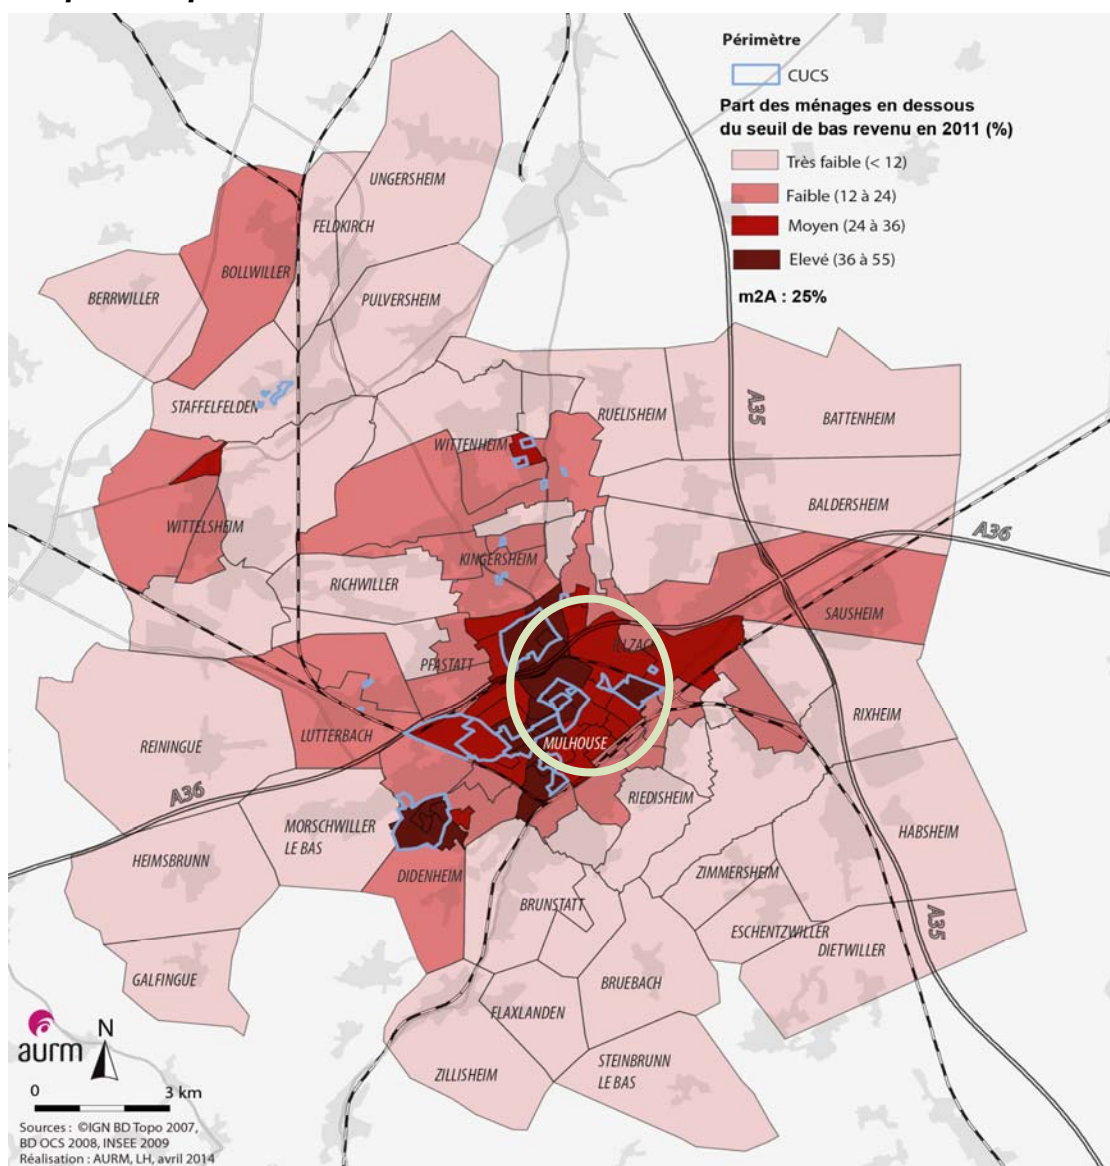 Périmètre
CUCS
Part des ménages en dessous
du seuil de bas revenu en 2011 (%)
Très faible (< 12)
Faible (12 à 24)
Moyen (24 à 36)
Elevé (36 à 55)
m2A : 25%
UNGERSHEIM
FELDKIRCH
BOLLWILLER
BERRWILLER
PULVERSHEIM
STAFFELFELDEN
RUELISHEIM
A35
BATTENHEIM
WITTENHEIM
BALDERSHEIM
WITTELSHEIM
A36
KINGERSHEIM
RICHWILLER
SAUSHEIM
ILLZACH
PFASTATT
RIXHEIM
LUTTERBACH
REININGUE
MULHOUSE
A36
RIEDISHEIM
MORSCHWILLER
LE BAS
HABSHEIM
HEIMSBRUNN
DIDENHEIM
ZIMMERSHEIM
BRUNSTATT
A35
ESCHENTZWILLER
DIETWILLER
GALFINGUE
BRUEBACH
FLAXLANDEN
STEINBRUNN
LE BAS
ZILLISHEIM
aurm
N
0 3 km
Sources : ©IGN BD Topo 2007,
BD OCS 2008, INSEE 2009
Réalisation : AURM, LH, avril 2014